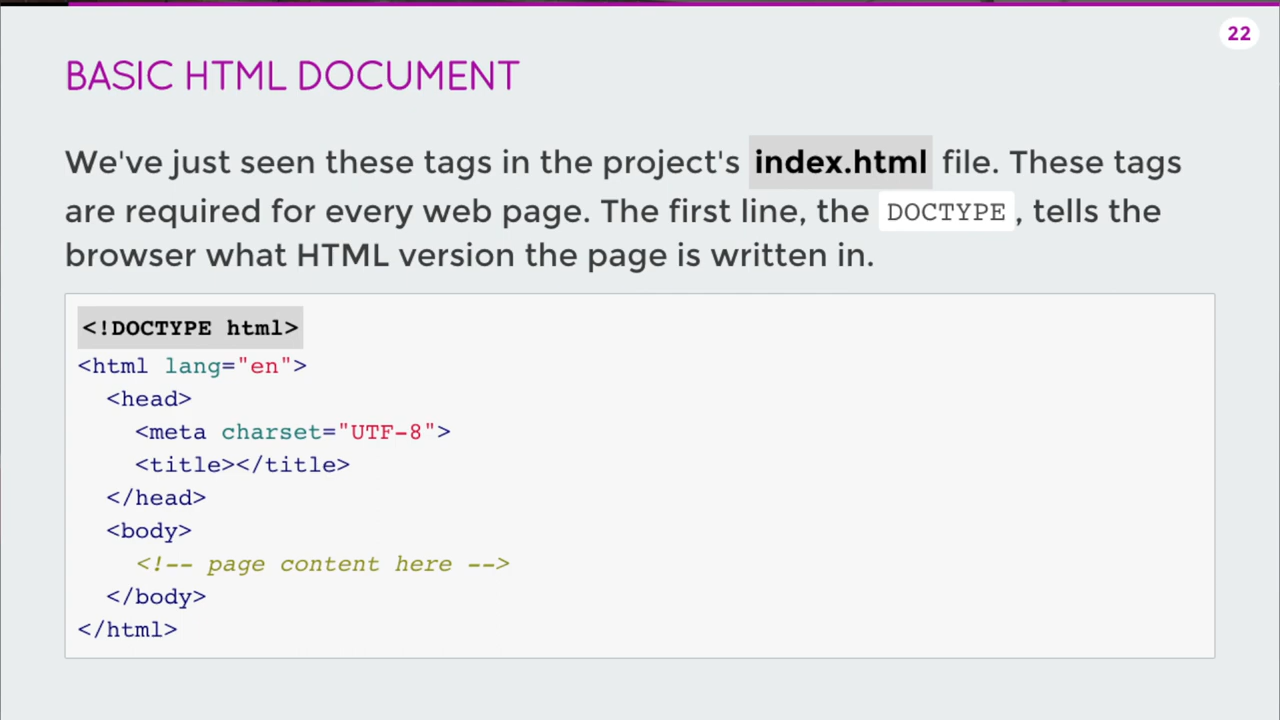 22
BASIC HTML DOCUMENT
We've just seen these tags in the project's index.html file. These tags
are required for every web page. The first line, the DOCTYPE, tells the
browser what HTML version the page is written in.
<!DOCTYPE html>
<html lang="en">
  <head>
    <meta charset="UTF-8">
    <title></title>
  </head>
  <body>
    <!-- page content here -->
  </body>
</html>